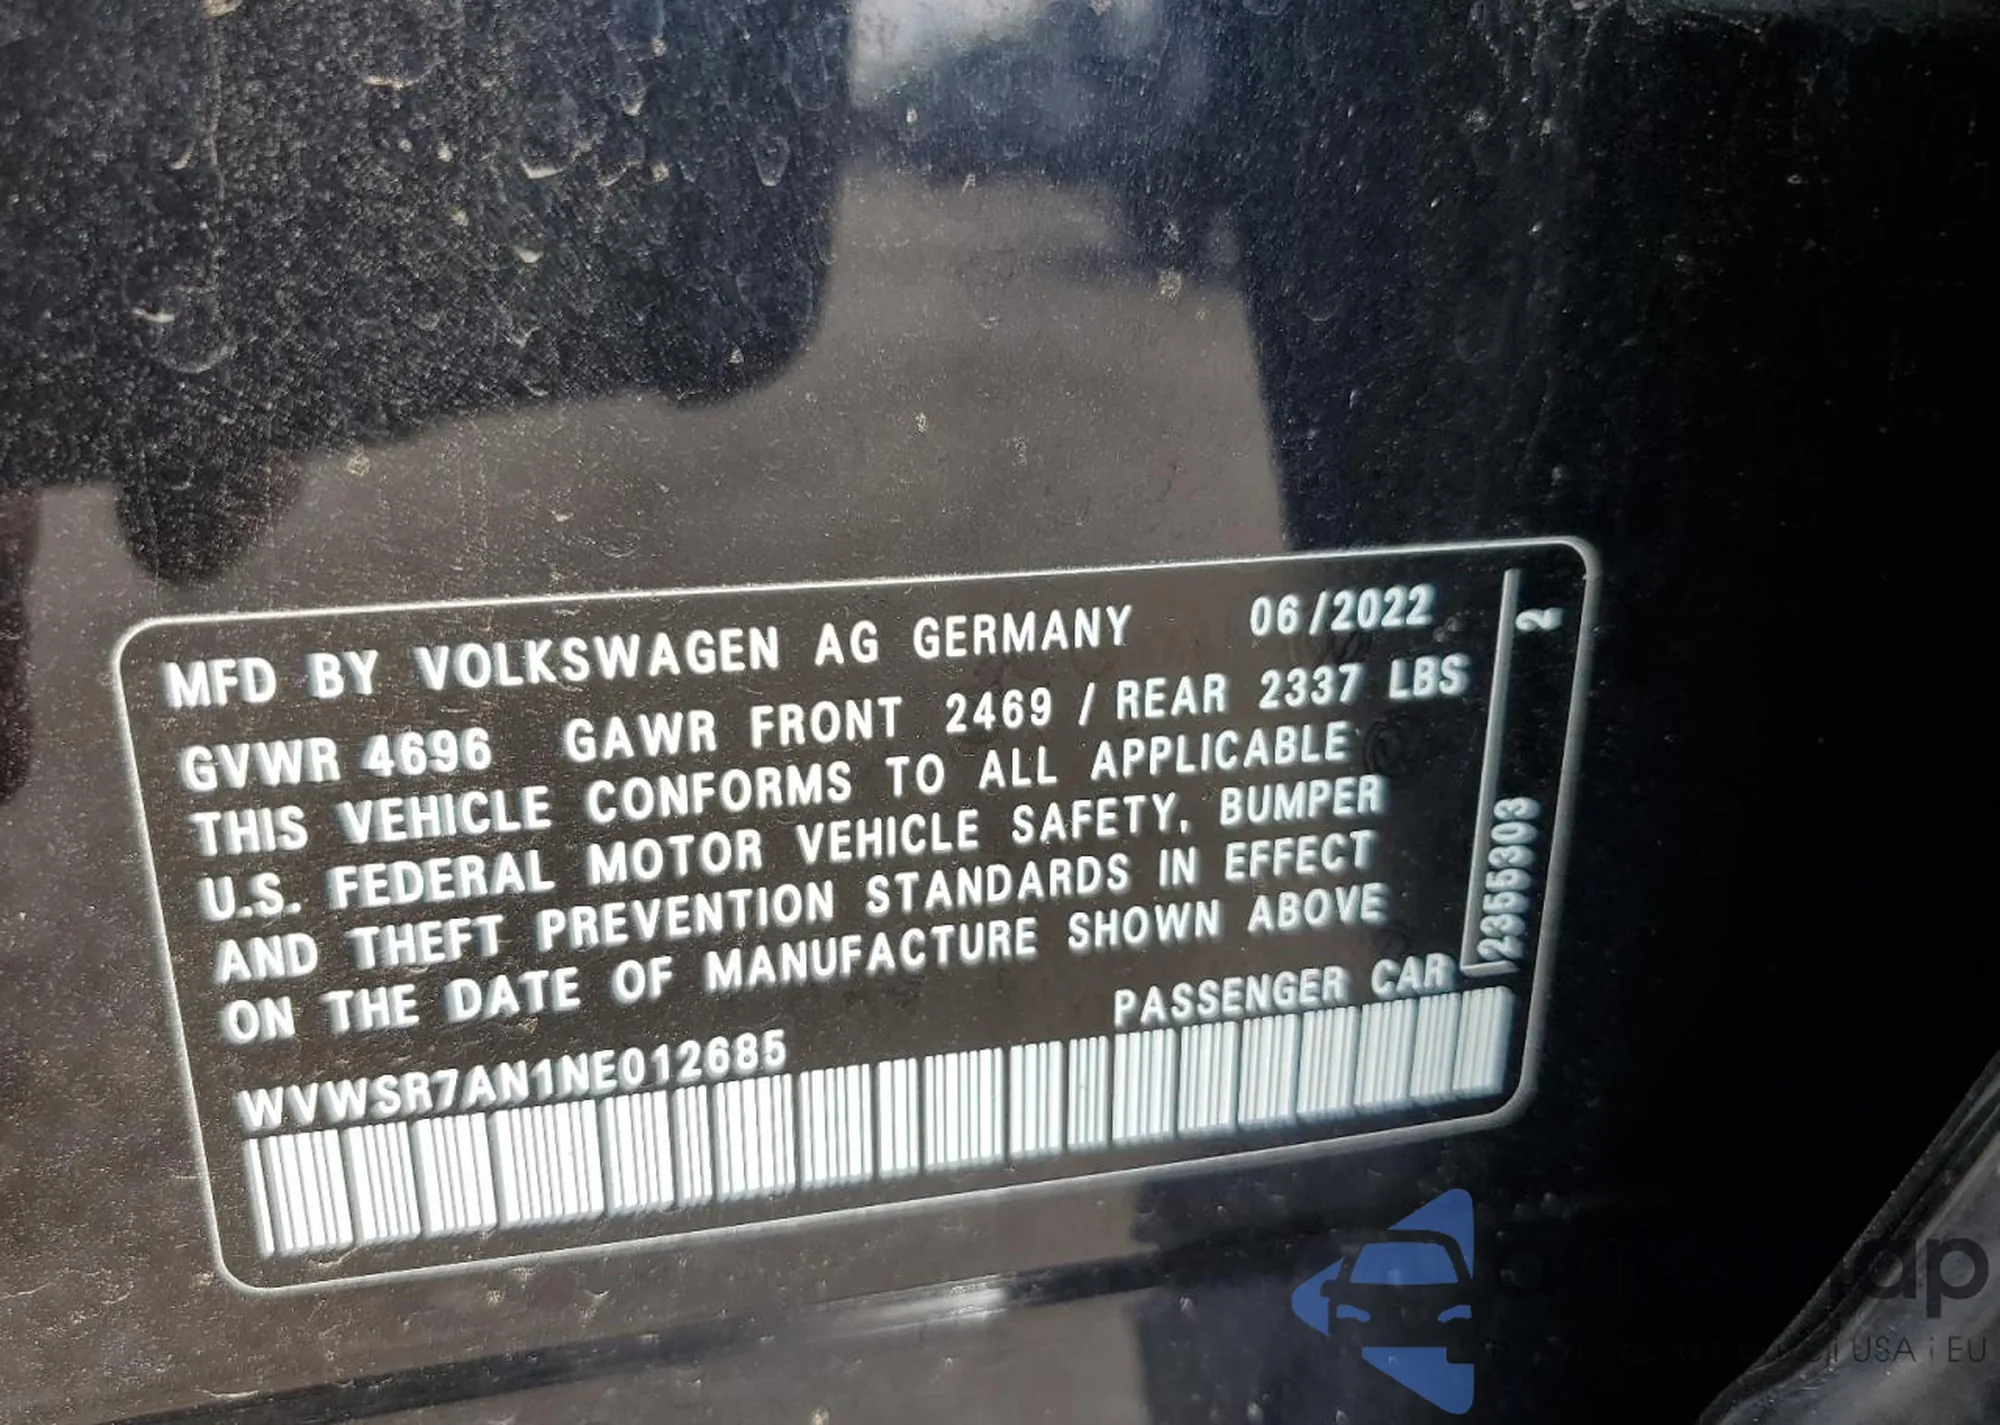 MFD BY VOLKSWAGEN AG GERMANY 06/2022
GVWR 4696 GAWR FRONT 2469 / REAR 2337 LBS
THIS VEHICLE CONFORMS TO ALL APPLICABLE
U.S. FEDERAL MOTOR VEHICLE SAFETY, BUMPER
AND THEFT PREVENTION STANDARDS IN EFFECT
ON THE DATE OF MANUFACTURE SHOWN ABOVE
PASSENGER CAR
WVWSR7AN1NE012685
2355303 2
USA i EU